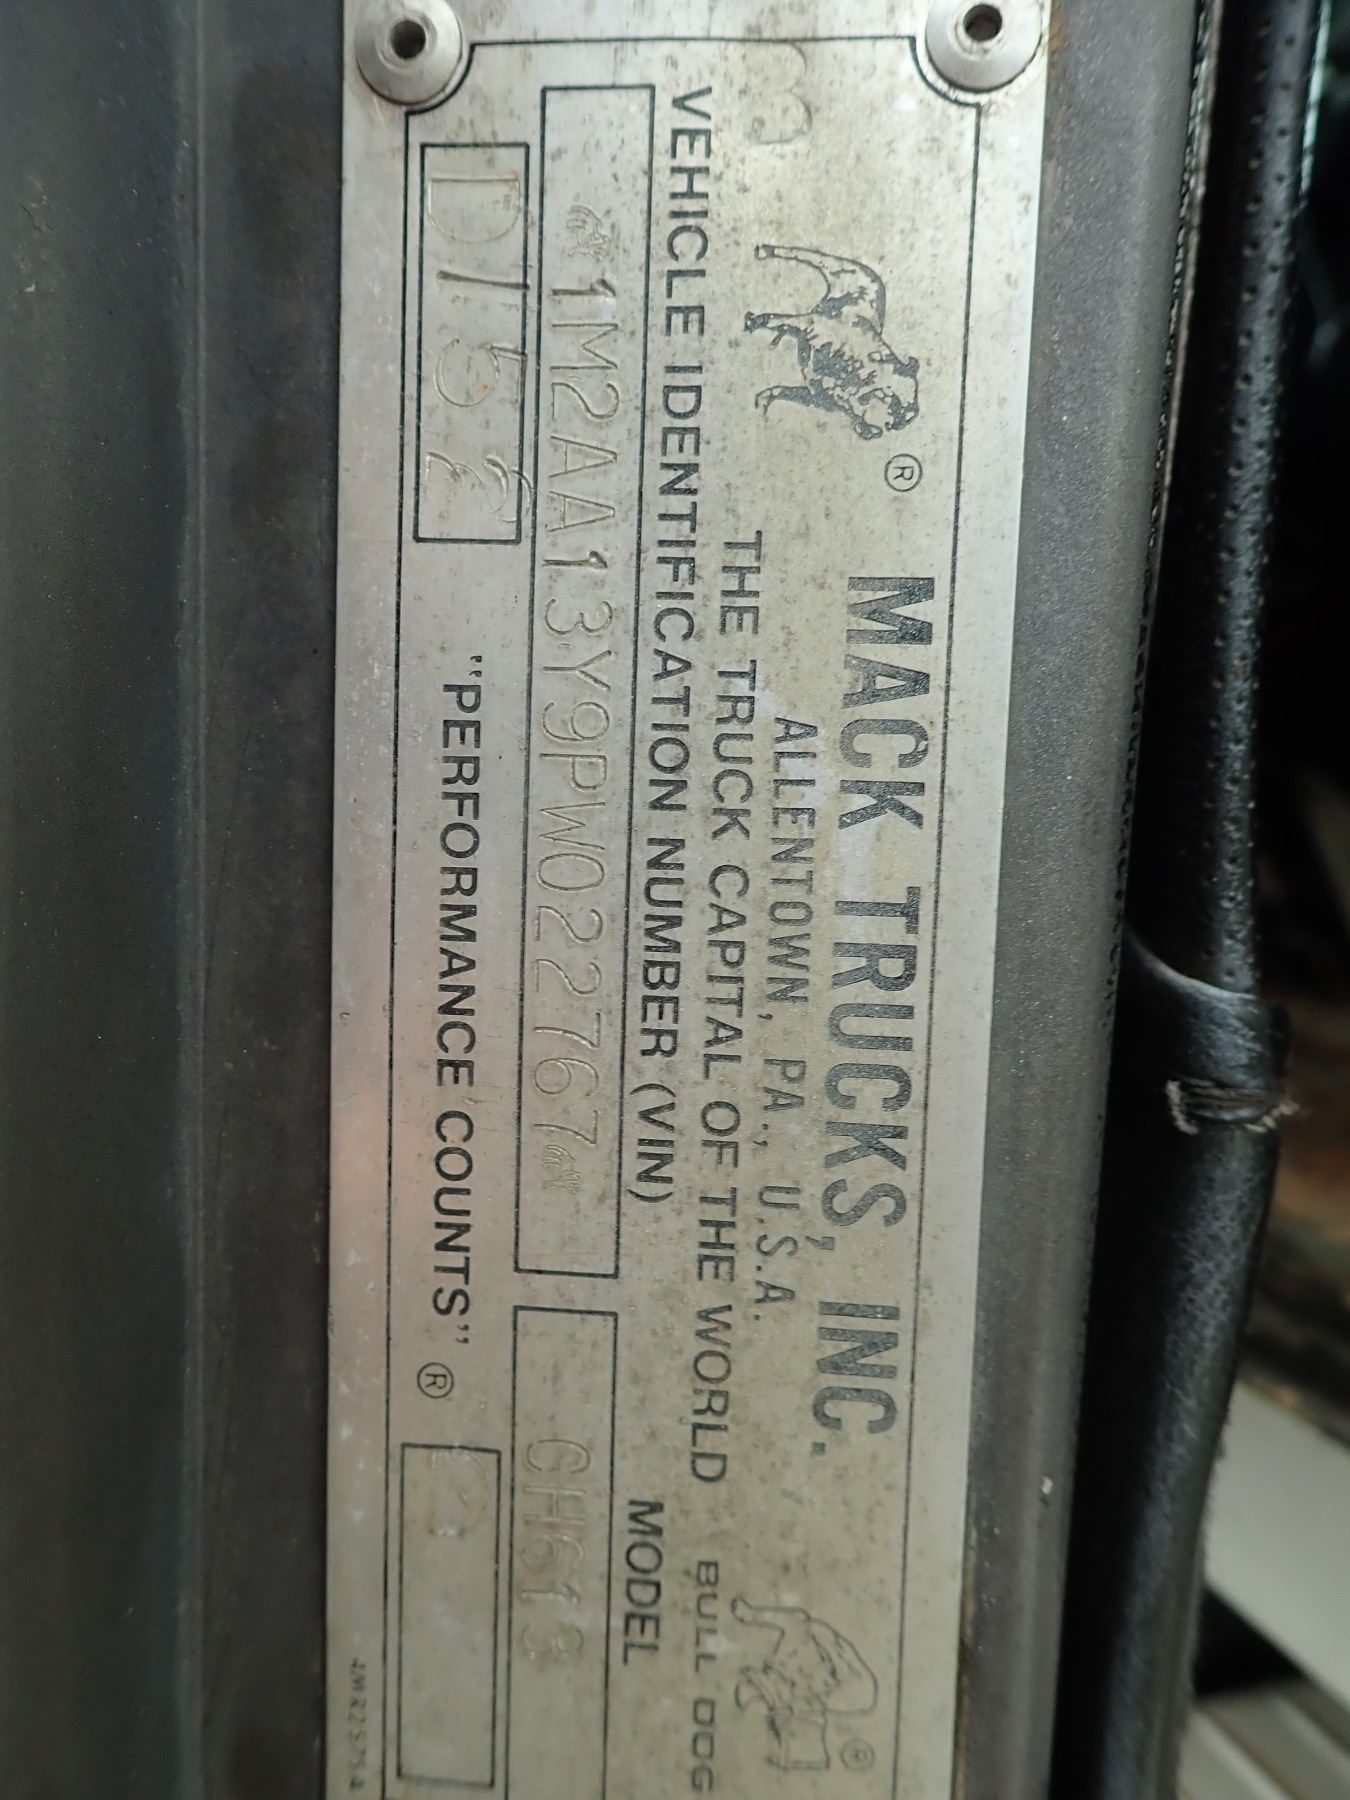 ® MACK TRUCKS, INC.
ALLENTOWN, PA., U.S.A.
THE TRUCK CAPITAL OF THE WORLD
BULL DOG ®
VEHICLE IDENTIFICATION NUMBER (VIN)
MODEL
1M2AA13Y9PW022767
CH613
D152
"PERFORMANCE COUNTS" ®